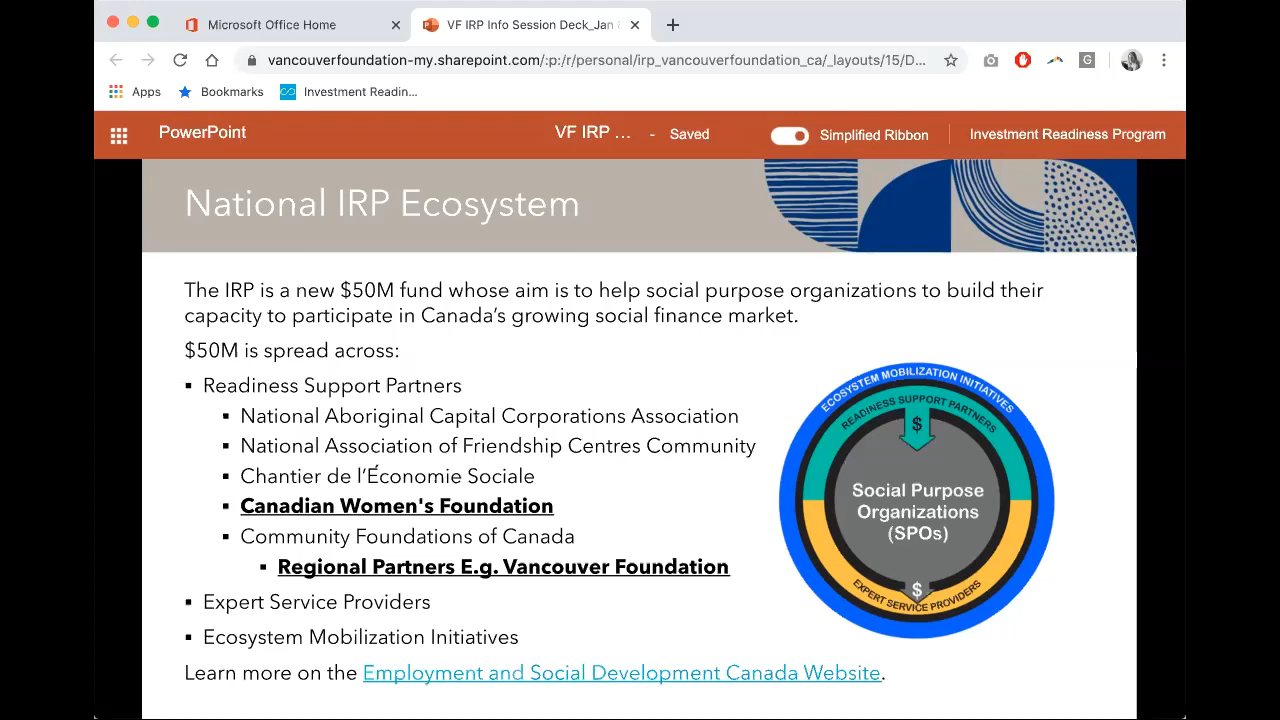 Microsoft Office Home
VF IRP Info Session Deck_Jan
vancouverfoundation-my.sharepoint.com/:p:/r/personal/irp_vancouverfoundation_ca/_layouts/15/D...
G
Apps
Bookmarks
Investment Readin...
PowerPoint
VF IRP ...
- Saved
Simplified Ribbon
Investment Readiness Program
National IRP Ecosystem
The IRP is a new $50M fund whose aim is to help social purpose organizations to build their
capacity to participate in Canada's growing social finance market.
$50M is spread across:
▪ Readiness Support Partners
▪ National Aboriginal Capital Corporations Association
▪ National Association of Friendship Centres Community
▪ Chantier de l'Économie Sociale
▪ Canadian Women's Foundation
▪ Community Foundations of Canada
▪ Regional Partners E.g. Vancouver Foundation
▪ Expert Service Providers
▪ Ecosystem Mobilization Initiatives
Learn more on the Employment and Social Development Canada Website.
ECOSYSTEM MOBILIZATION INITIATIVES
READINESS SUPPORT PARTNERS
$
Social Purpose
Organizations
(SPOs)
$
EXPERT SERVICE PROVIDERS